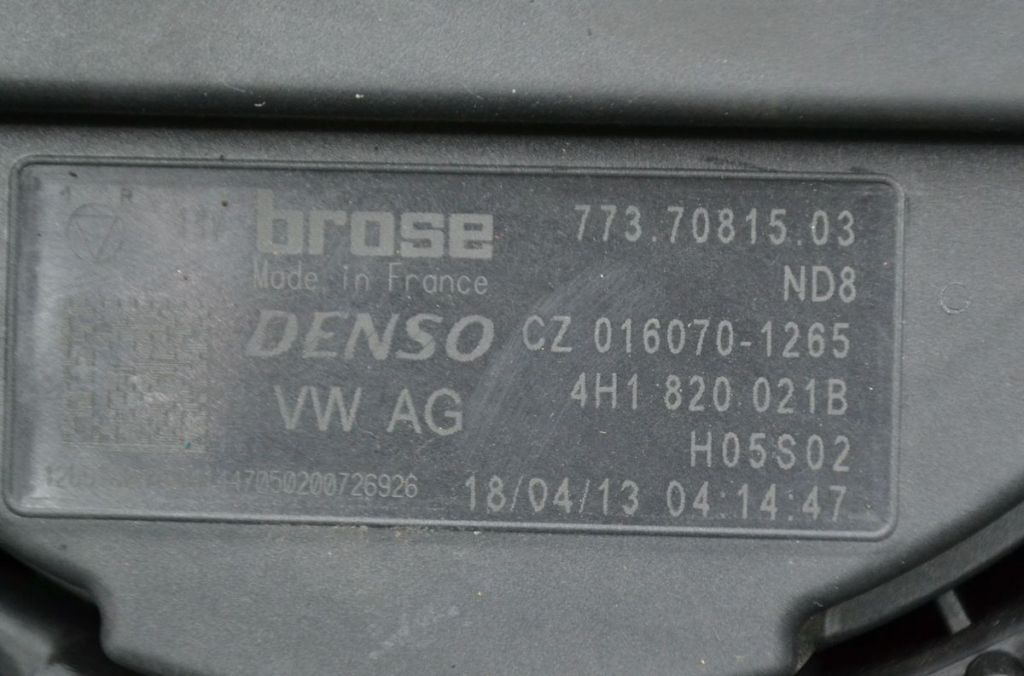 brose 773.70815.03
Made in France ND8
DENSO CZ 016070-1265
VW AG 4H1 820 021B
H05S02
18/04/13 04:14:47